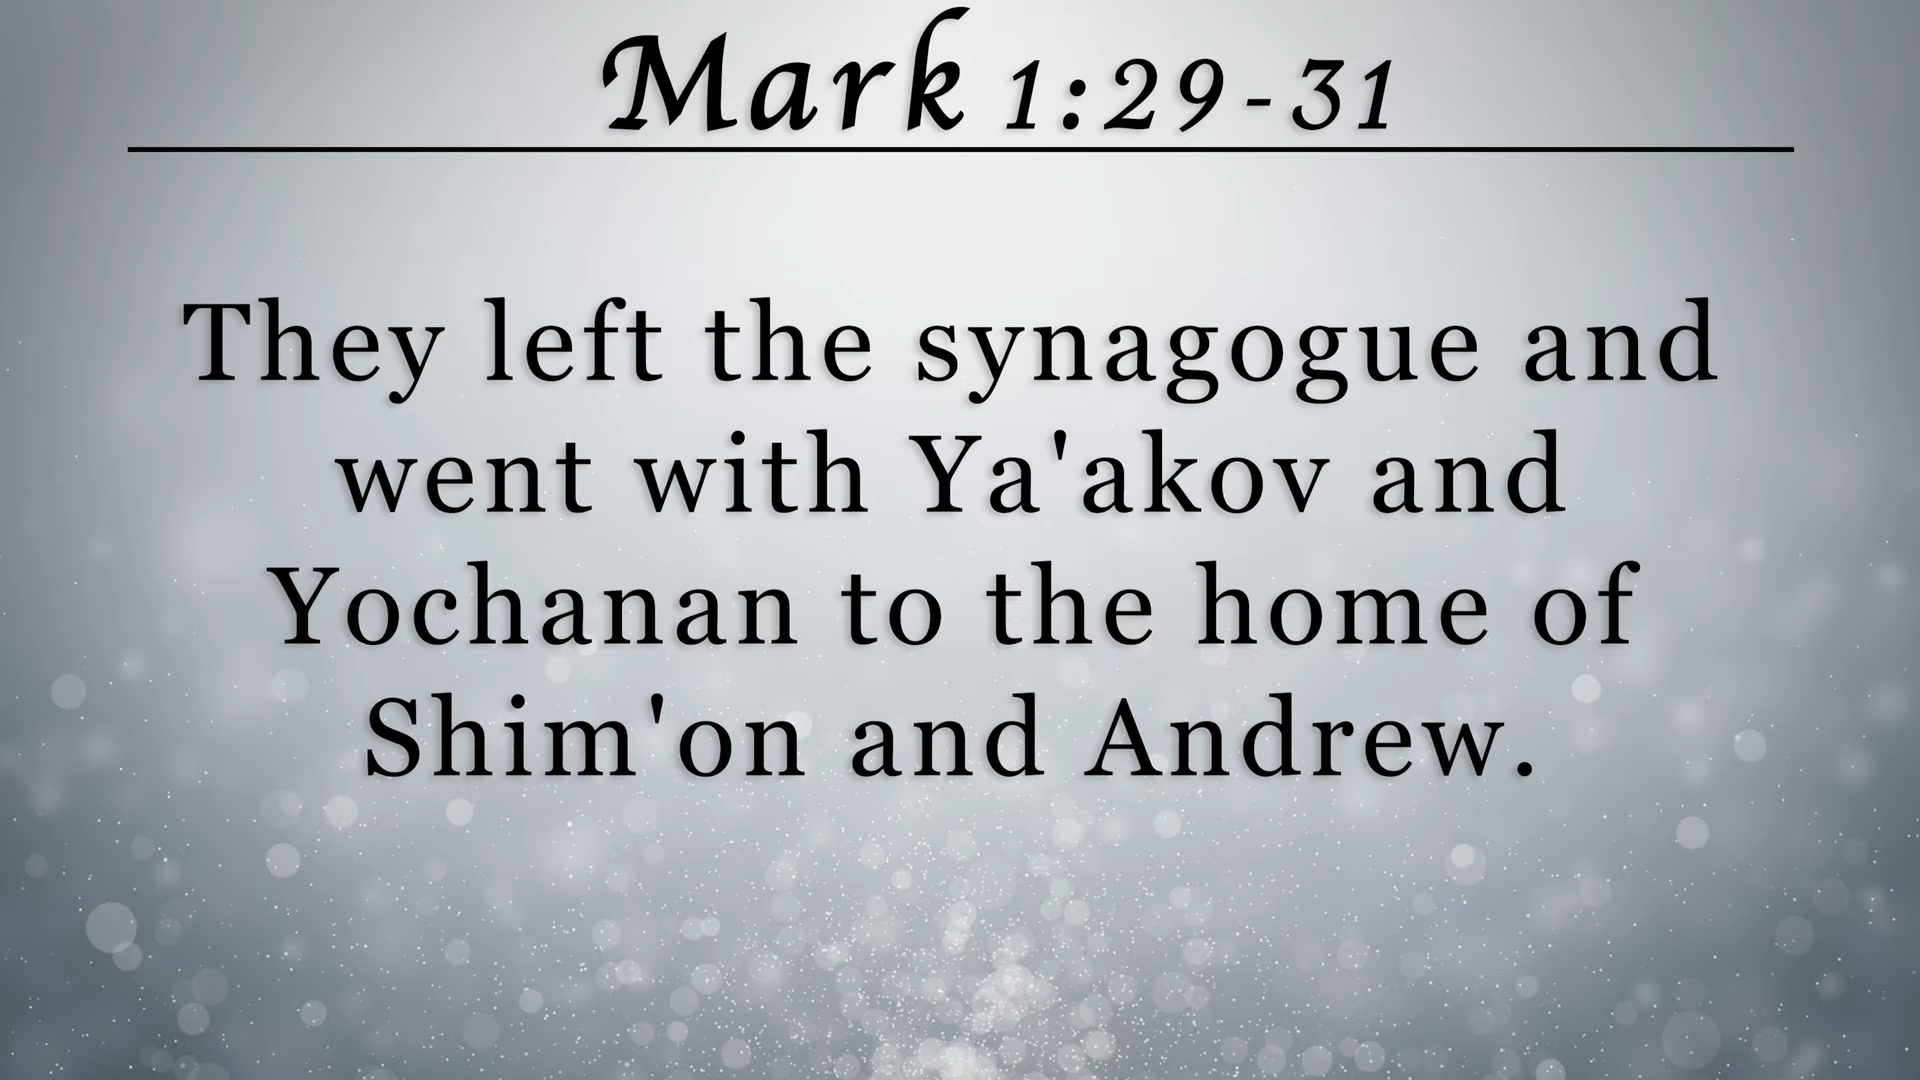 Mark 1:29-31
They left the synagogue and
went with Ya'akov and
Yochanan to the home of
Shim'on and Andrew.